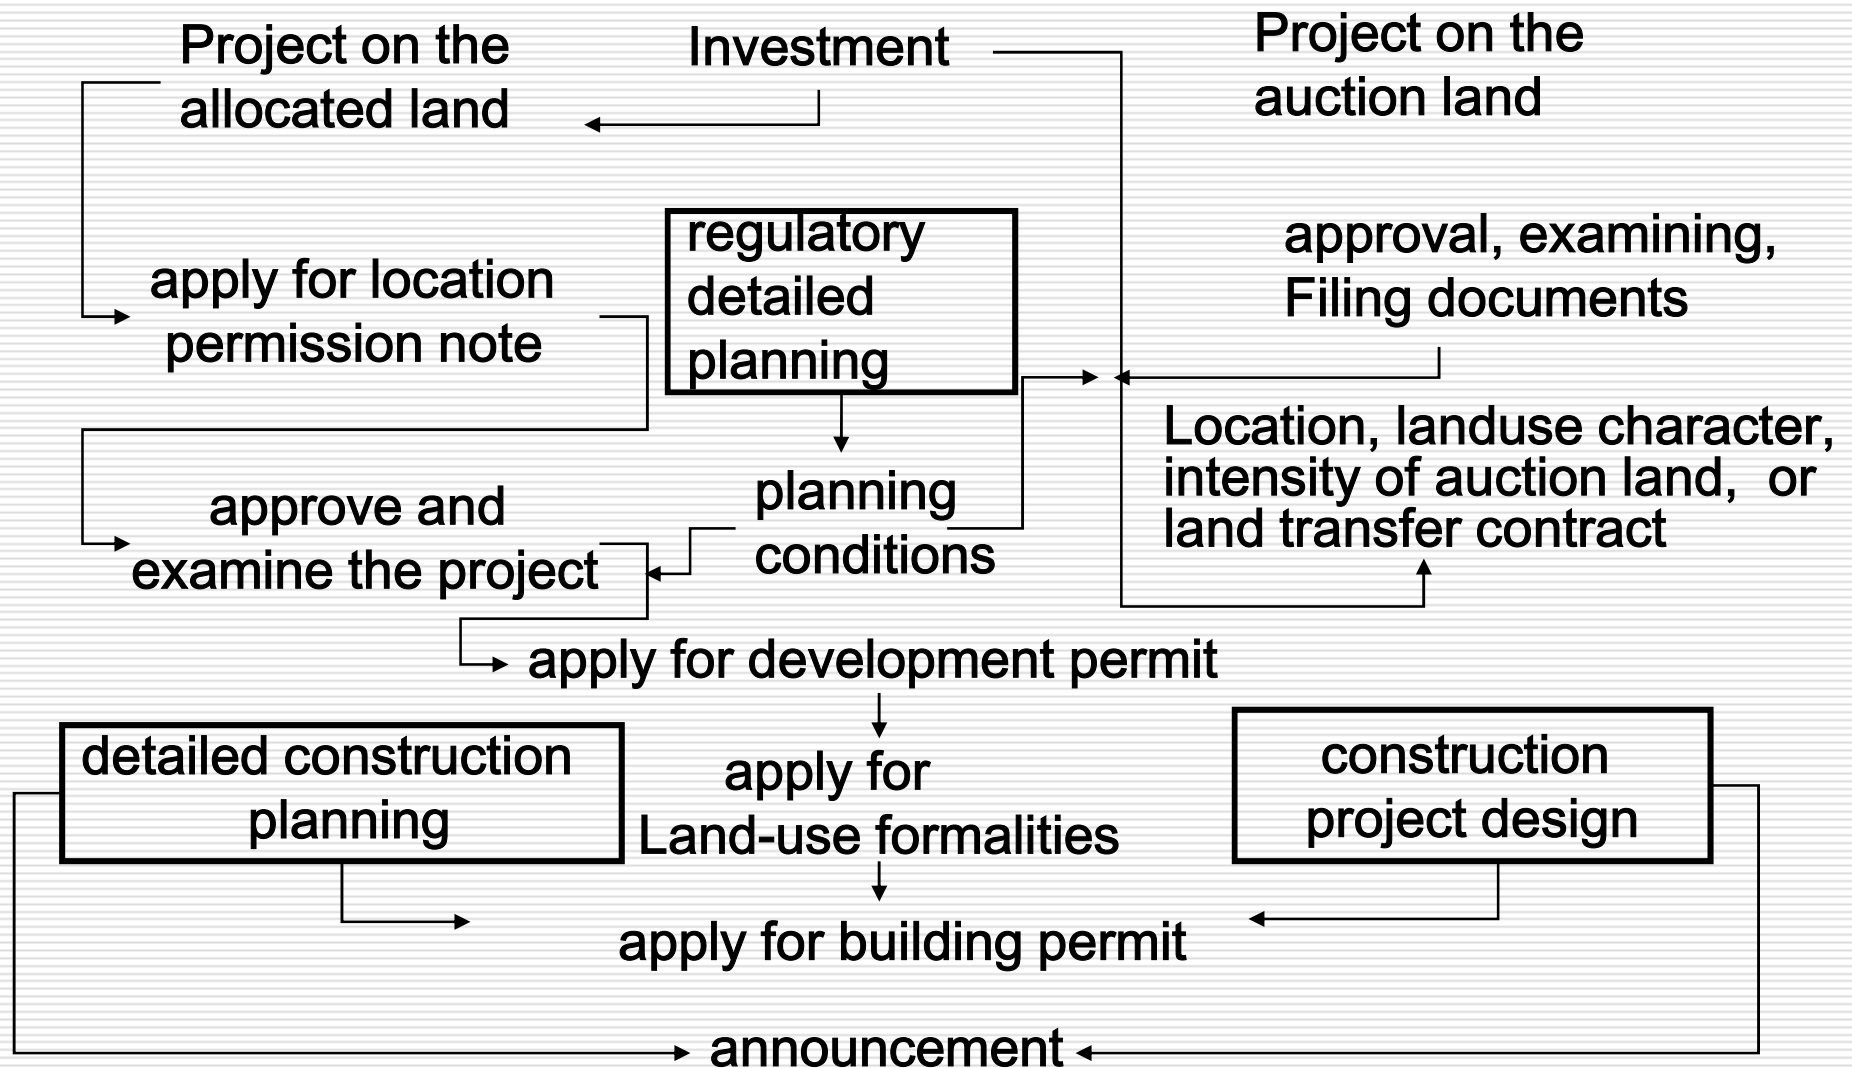 Project on the
allocated land
Investment
Project on the
auction land
regulatory
detailed
planning
approval, examining,
Filing documents
apply for location
permission note
Location, landuse character,
intensity of auction land,  or
land transfer contract
planning
conditions
approve and
examine the project
apply for development permit
detailed construction
planning
apply for
Land-use formalities
construction
project design
apply for building permit
announcement